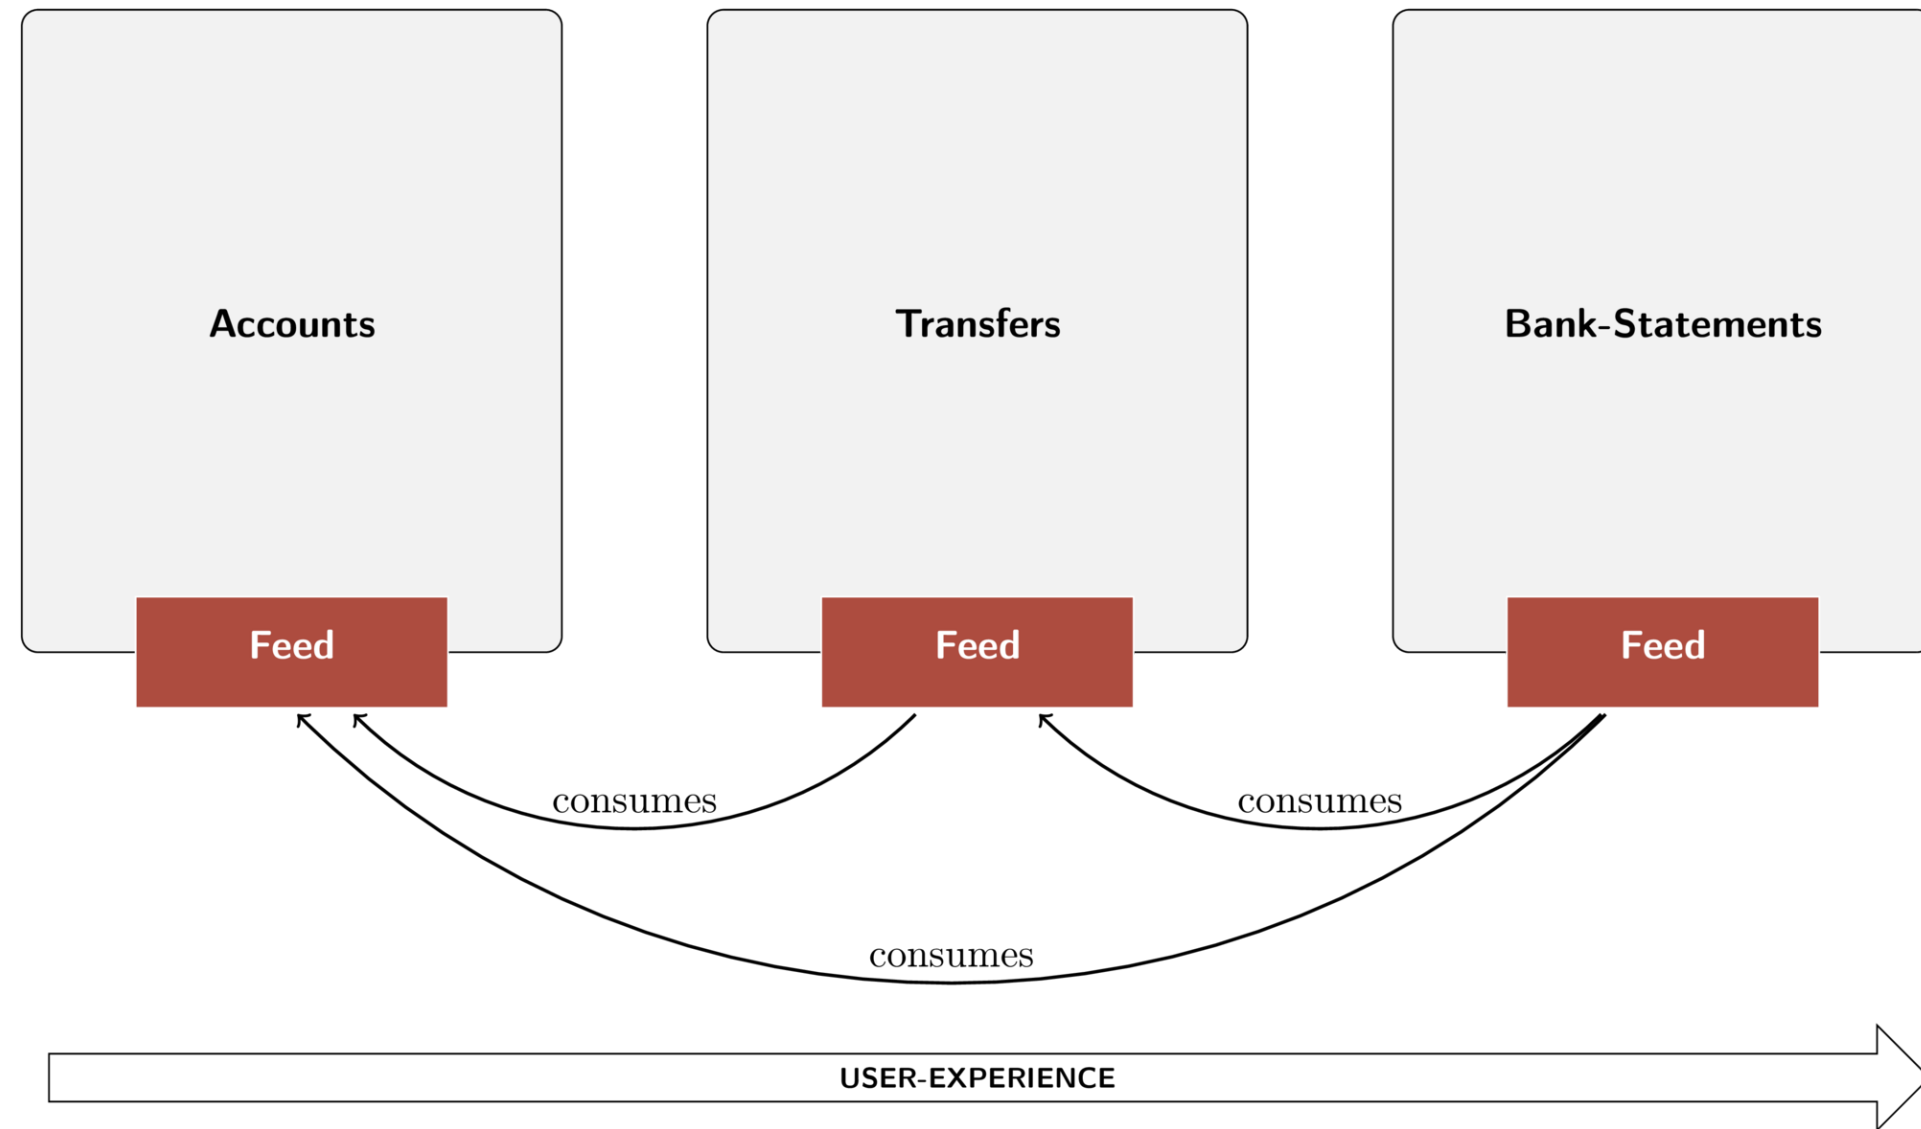 Accounts
Transfers
Bank-Statements
Feed
Feed
Feed
consumes
consumes
consumes
USER-EXPERIENCE